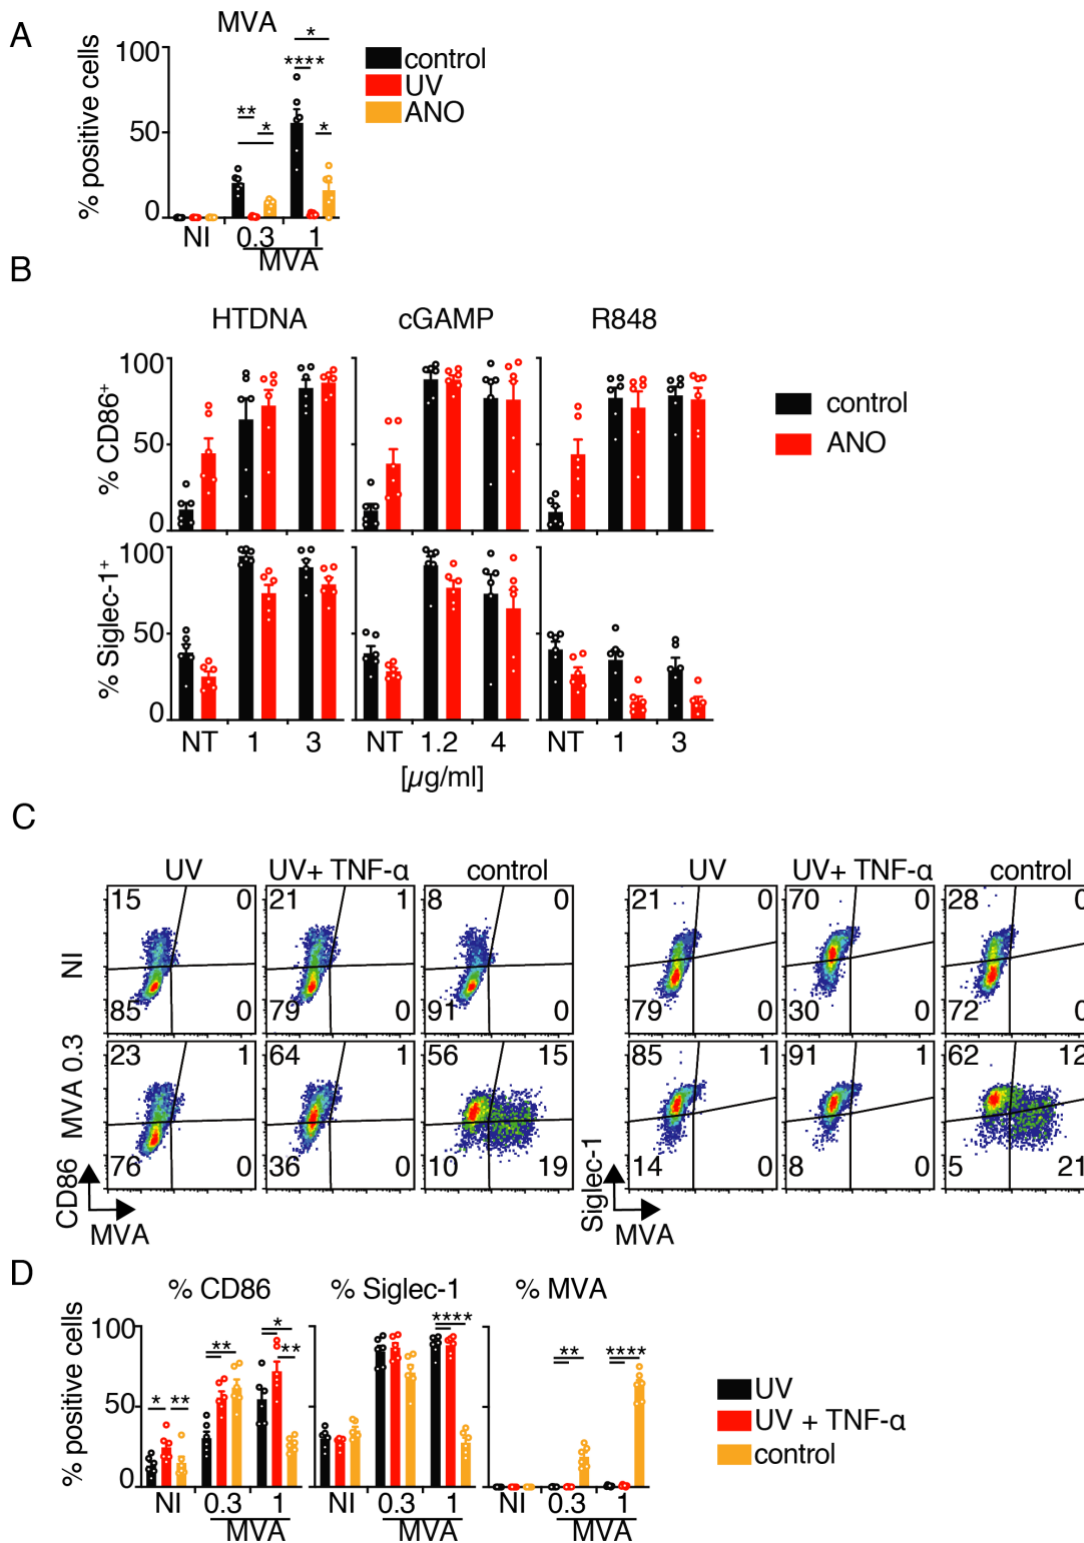 A
MVA
% positive cells
100
50
0
**
*
****
*
*
control
UV
ANO
NI 0.3 1
MVA
B
HTDNA cGAMP R848
% CD86+
100
50
0
control
ANO
% Siglec-1+
100
50
0
NT 1 3 NT 1.2 4 NT 1 3
[µg/ml]
C
UV UV+ TNF-α control UV UV+ TNF-α control
NI
15 0 21 1 8 0 21 0 70 0 28 0
85 0 79 0 91 0 79 0 30 0 72 0
MVA 0.3
23 1 64 1 56 15 85 1 91 1 62 12
76 0 36 0 10 19 14 0 8 0 5 21
CD86
MVA
Siglec-1
MVA
D
% CD86 % Siglec-1 % MVA
% positive cells
100
50
0
* ** ** * ** **** ** ****
NI 0.3 1 NI 0.3 1 NI 0.3 1
MVA MVA MVA
UV
UV + TNF-α
control